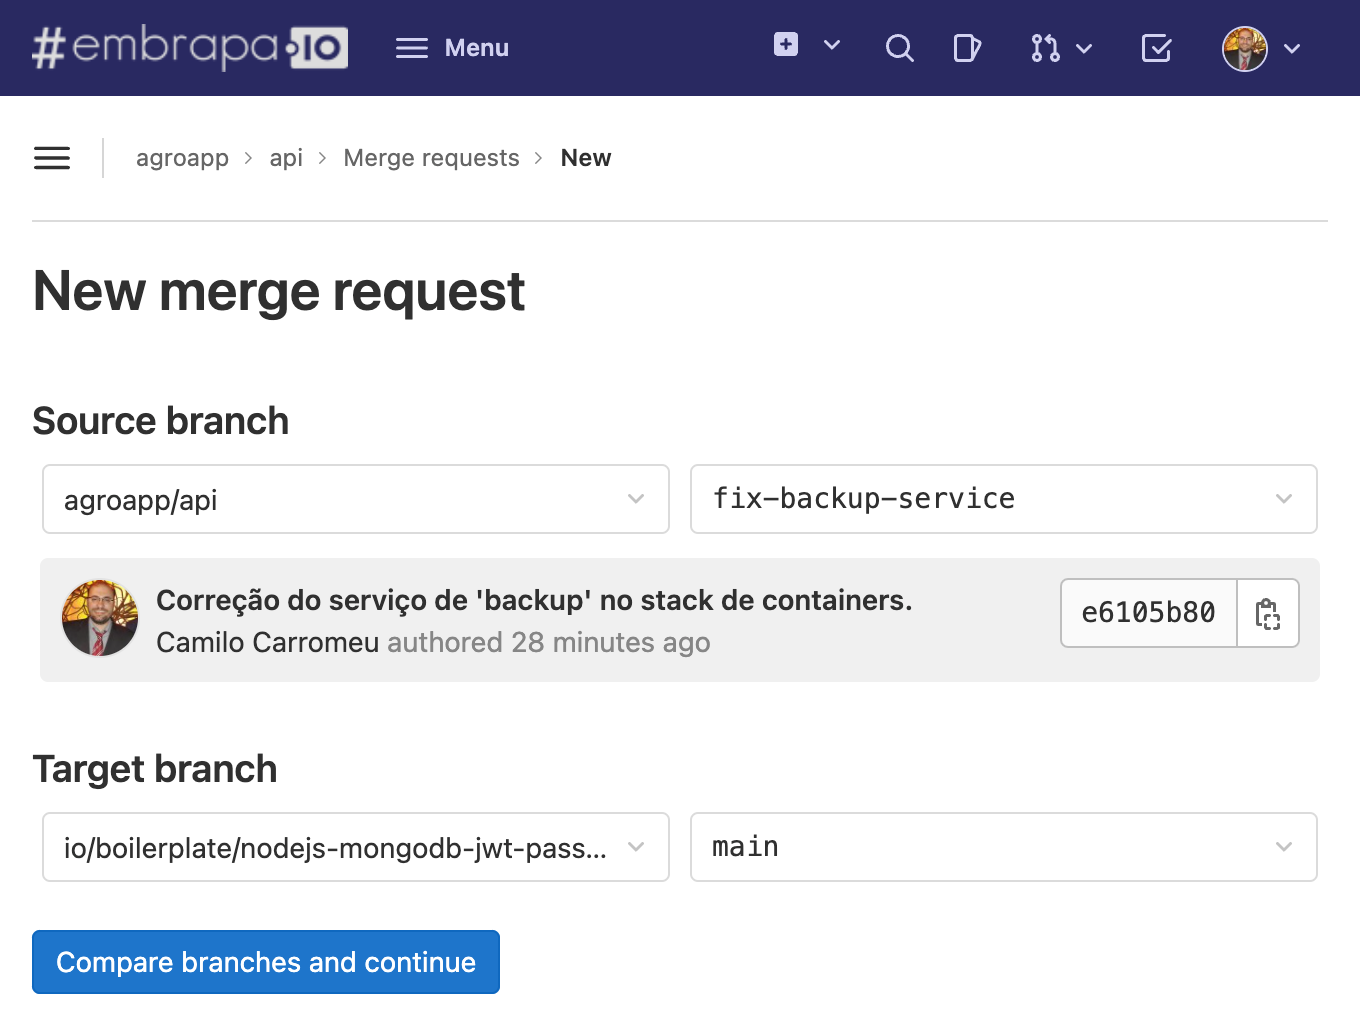 #embrapa.IO
Menu
agroapp > api > Merge requests > New
New merge request
Source branch
agroapp/api
fix-backup-service
Correção do serviço de 'backup' no stack de containers.
Camilo Carromeu authored 28 minutes ago
e6105b80
Target branch
io/boilerplate/nodejs-mongodb-jwt-pass...
main
Compare branches and continue